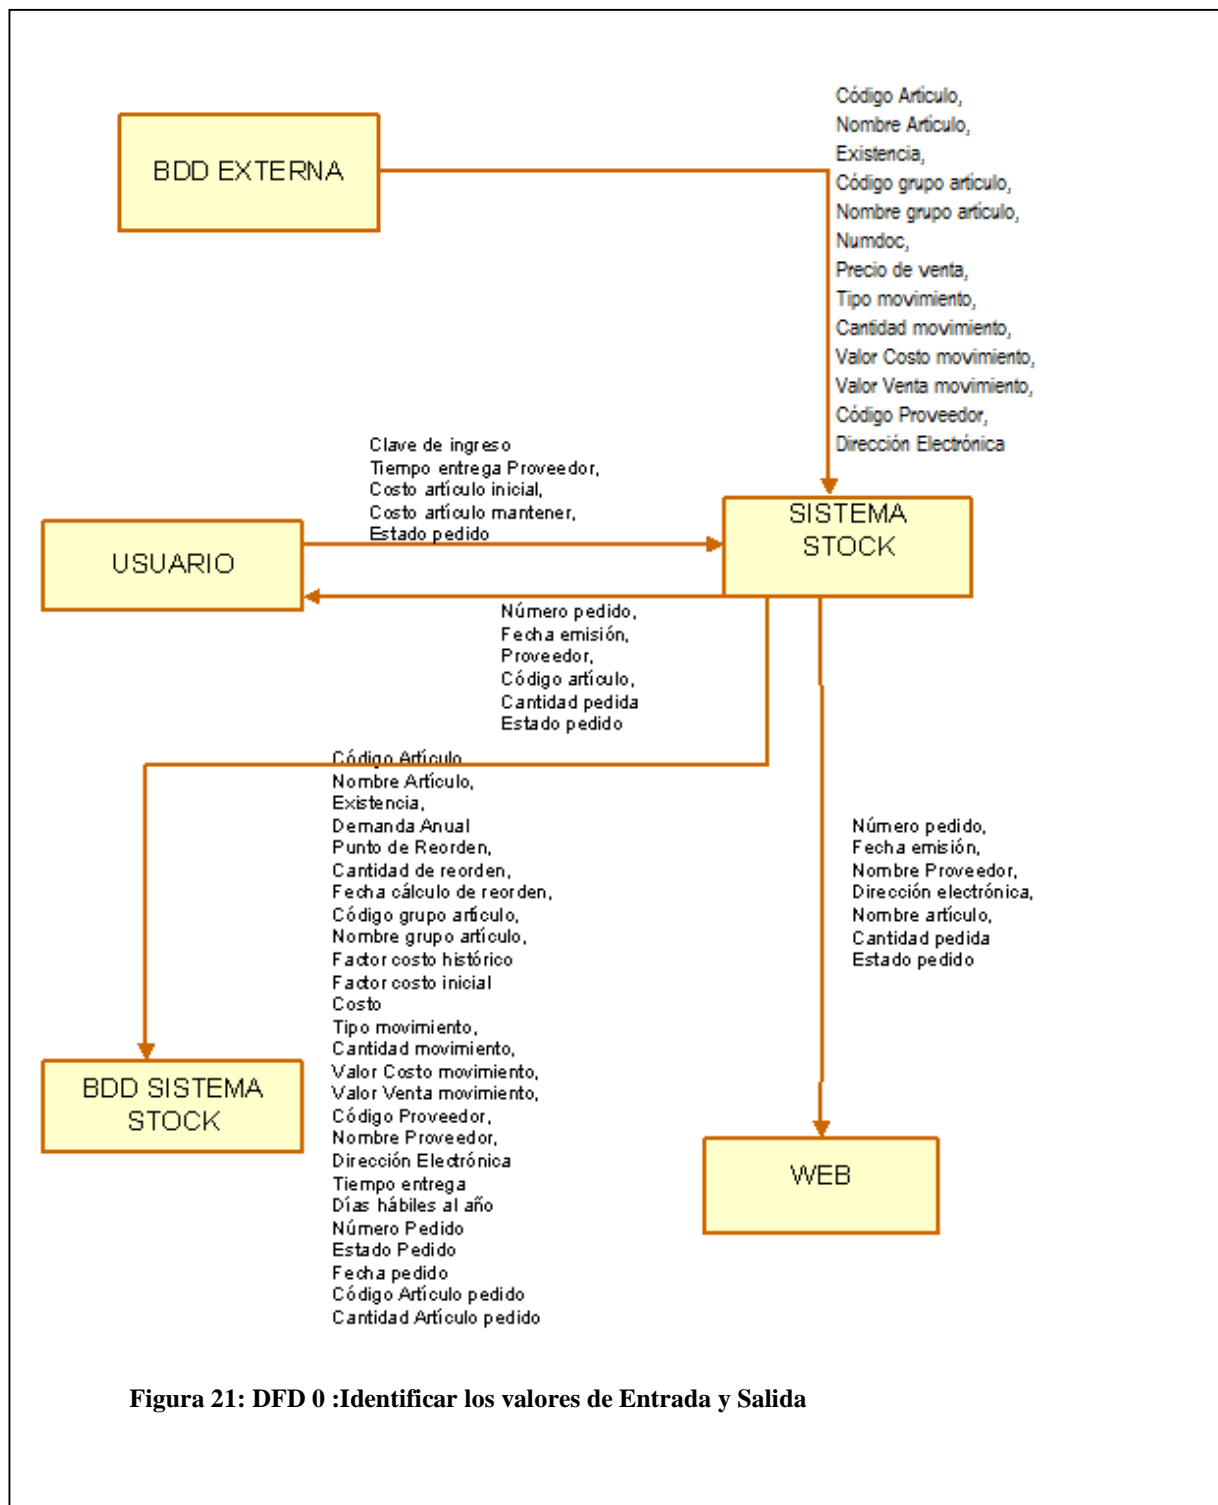 BDD EXTERNA
Código Artículo,
Nombre Artículo,
Existencia,
Código grupo artículo,
Nombre grupo artículo,
Numdoc,
Precio de venta,
Tipo movimiento,
Cantidad movimiento,
Valor Costo movimiento,
Valor Venta movimiento,
Código Proveedor,
Dirección Electrónica
Clave de ingreso
Tiempo entrega Proveedor,
Costo artículo inicial,
Costo artículo mantener,
Estado pedido
USUARIO
SISTEMA
STOCK
Número pedido,
Fecha emisión,
Proveedor,
Código artículo,
Cantidad pedida
Estado pedido
Código Artículo
Nombre Artículo,
Existencia,
Demanda Anual
Punto de Reorden,
Cantidad de reorden,
Fecha cálculo de reorden,
Código grupo artículo,
Nombre grupo artículo,
Factor costo histórico
Factor costo inicial
Costo
Tipo movimiento,
Cantidad movimiento,
Valor Costo movimiento,
Valor Venta movimiento,
Código Proveedor,
Nombre Proveedor,
Dirección Electrónica
Tiempo entrega
Días hábiles al año
Número Pedido
Estado Pedido
Fecha pedido
Código Artículo pedido
Cantidad Artículo pedido
Número pedido,
Fecha emisión,
Nombre Proveedor,
Dirección electrónica,
Nombre artículo,
Cantidad pedida
Estado pedido
BDD SISTEMA
STOCK
WEB
Figura 21: DFD 0 :Identificar los valores de Entrada y Salida